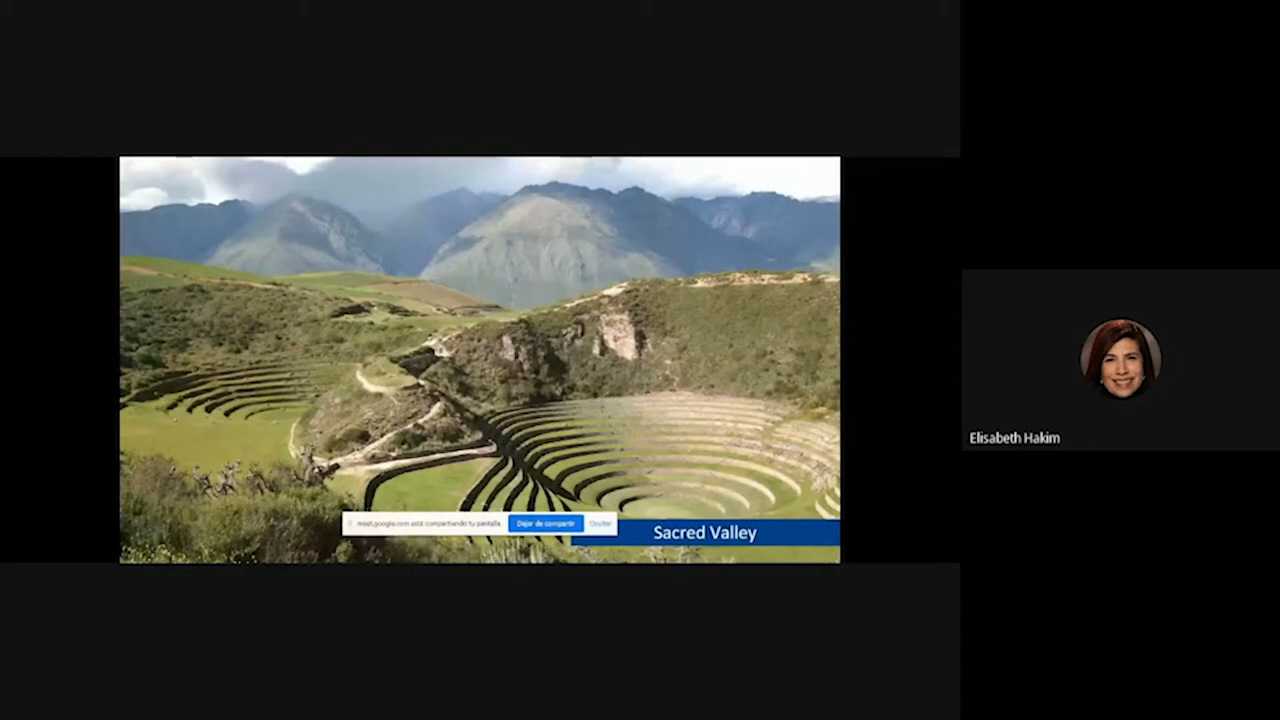 meet.google.com está compartiendo tu pantalla.
Dejar de compartir
Ocultar
Sacred Valley
Elisabeth Hakim